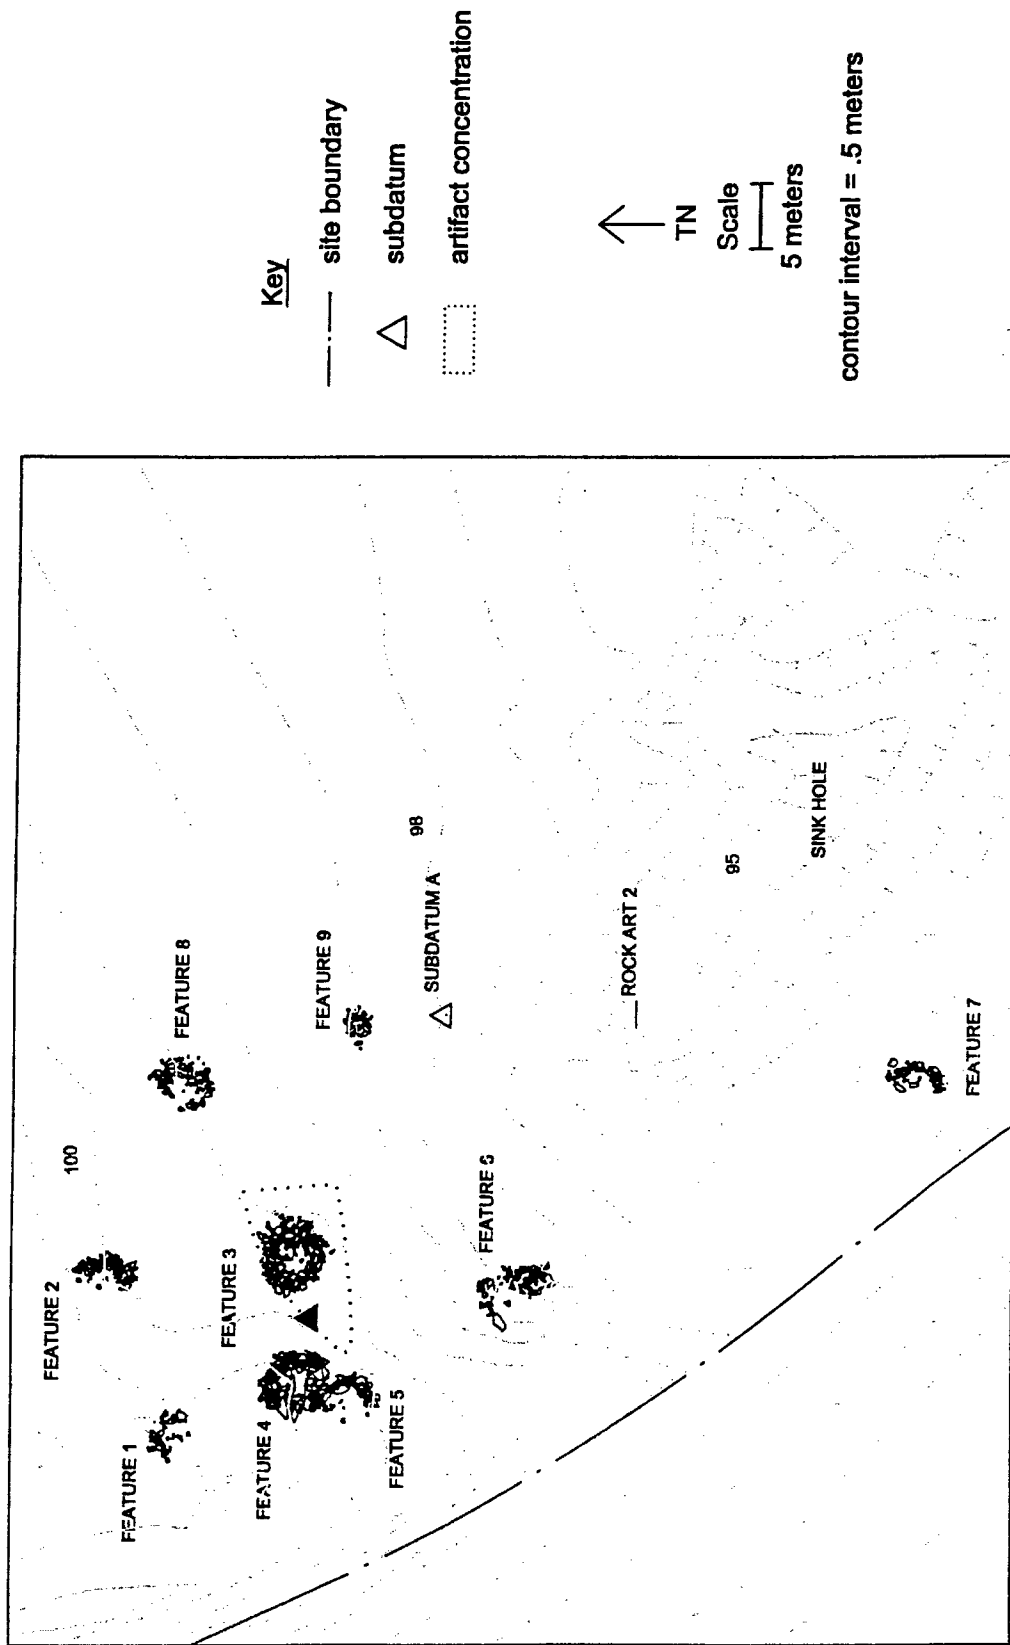 FEATURE 1
FEATURE 2
FEATURE 3
FEATURE 4
FEATURE 5
FEATURE 6
FEATURE 7
FEATURE 8
FEATURE 9
100
98
95
SUBDATUM A
ROCK ART 2
SINK HOLE
Key
site boundary
subdatum
artifact concentration
TN
Scale
5 meters
contour interval = .5 meters